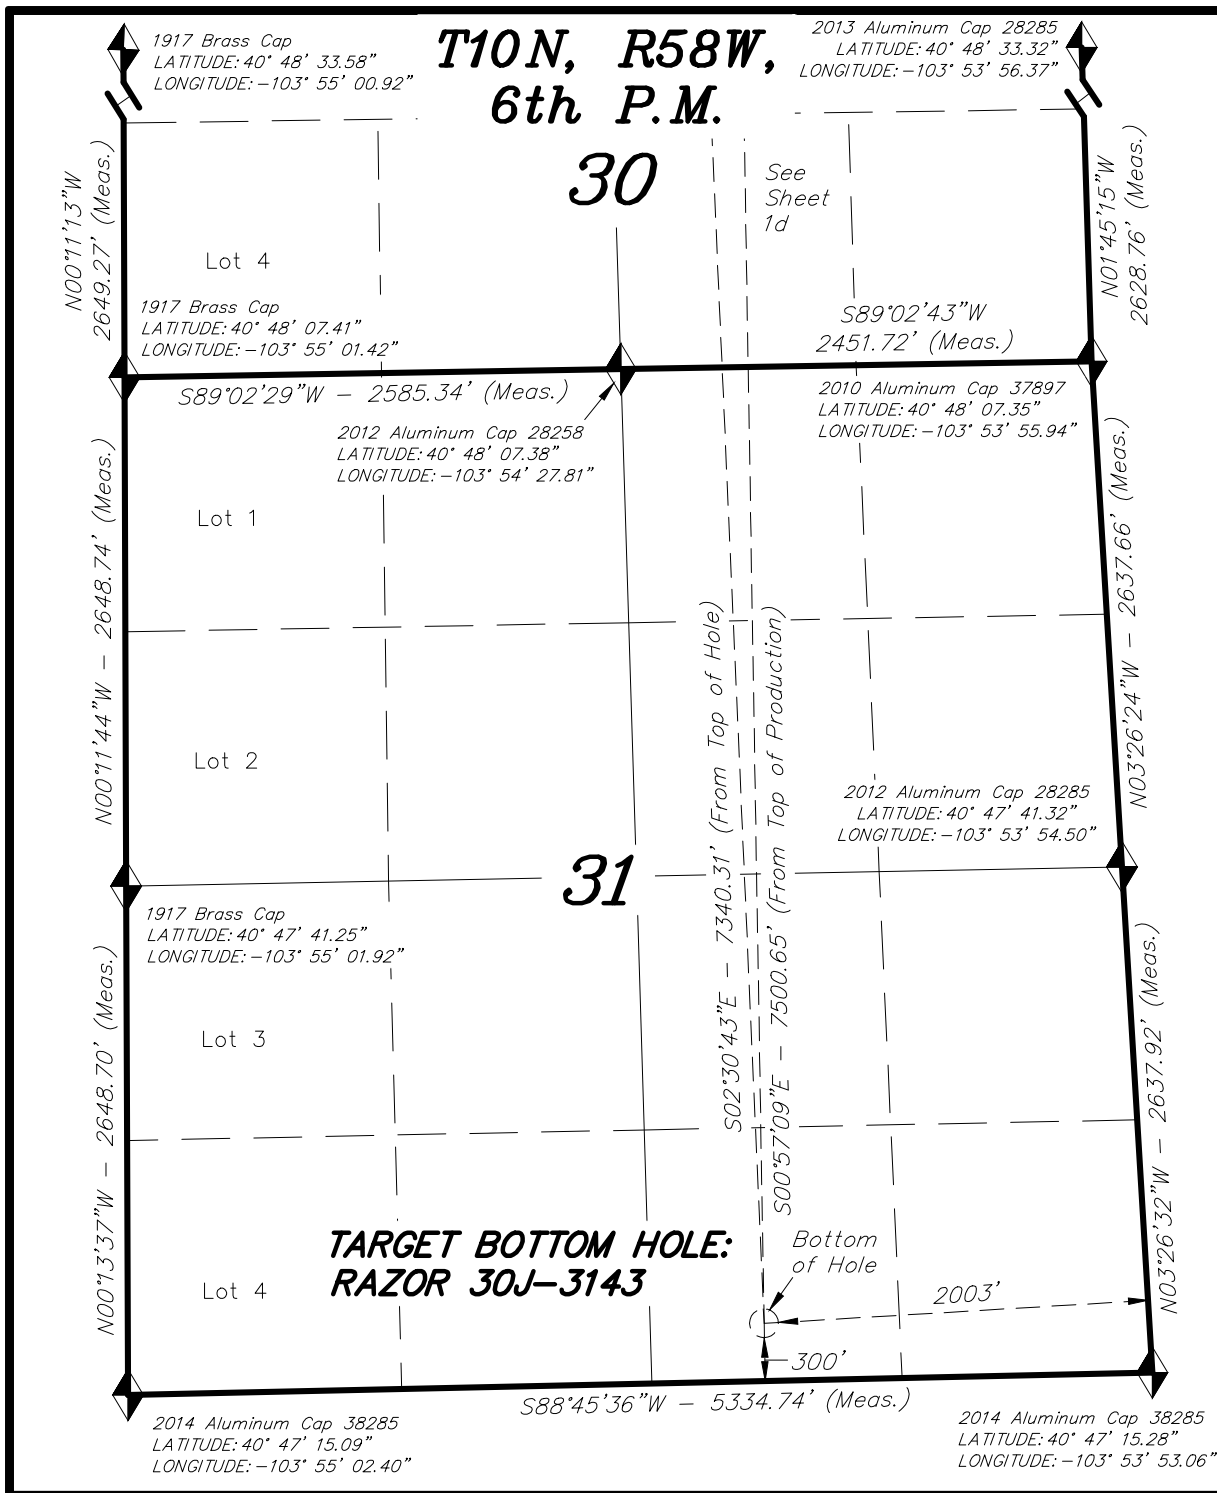 T10N, R58W,
6th P.M.
1917 Brass Cap
LATITUDE: 40° 48' 33.58"
LONGITUDE: -103° 55' 00.92"
2013 Aluminum Cap 28285
LATITUDE: 40° 48' 33.32"
LONGITUDE: -103° 53' 56.37"
30
See
Sheet
1d
N00°11'13"W
2649.27' (Meas.)
N01°45'15"W
2628.76' (Meas.)
Lot 4
1917 Brass Cap
LATITUDE: 40° 48' 07.41"
LONGITUDE: -103° 55' 01.42"
S89°02'43"W
2451.72' (Meas.)
S89°02'29"W - 2585.34' (Meas.)
2012 Aluminum Cap 28258
LATITUDE: 40° 48' 07.38"
LONGITUDE: -103° 54' 27.81"
2010 Aluminum Cap 37897
LATITUDE: 40° 48' 07.35"
LONGITUDE: -103° 53' 55.94"
Lot 1
N00°11'44"W - 2648.74' (Meas.)
N03°26'24"W - 2637.66' (Meas.)
Lot 2
S02°30'43"E - 7340.31' (From Top of Hole)
S00°57'09"E - 7500.65' (From Top of Production)
2012 Aluminum Cap 28285
LATITUDE: 40° 47' 41.32"
LONGITUDE: -103° 53' 54.50"
31
1917 Brass Cap
LATITUDE: 40° 47' 41.25"
LONGITUDE: -103° 55' 01.92"
Lot 3
N00°13'37"W - 2648.70' (Meas.)
N03°26'32"W - 2637.92' (Meas.)
TARGET BOTTOM HOLE:
RAZOR 30J-3143
Bottom
of Hole
Lot 4
2003'
300'
S88°45'36"W - 5334.74' (Meas.)
2014 Aluminum Cap 38285
LATITUDE: 40° 47' 15.09"
LONGITUDE: -103° 55' 02.40"
2014 Aluminum Cap 38285
LATITUDE: 40° 47' 15.28"
LONGITUDE: -103° 53' 53.06"